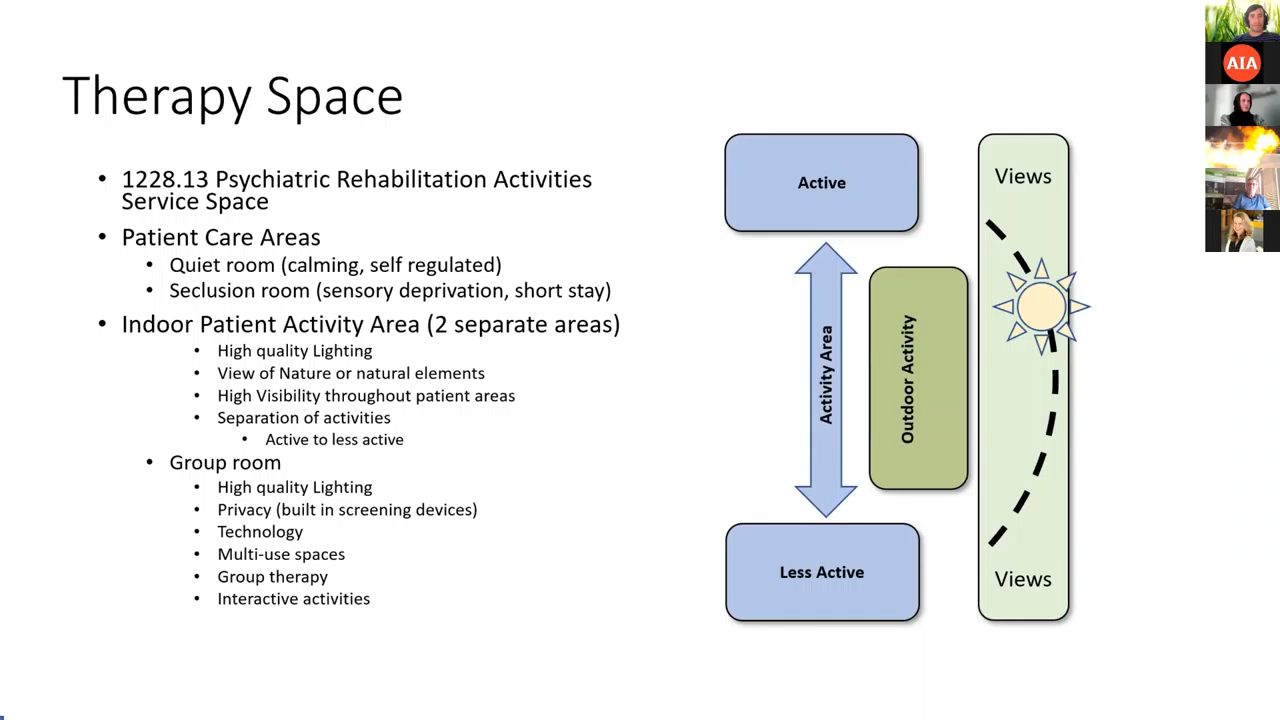 Therapy Space
• 1228.13 Psychiatric Rehabilitation Activities
Service Space
• Patient Care Areas
• Quiet room (calming, self regulated)
• Seclusion room (sensory deprivation, short stay)
• Indoor Patient Activity Area (2 separate areas)
• High quality Lighting
• View of Nature or natural elements
• High Visibility throughout patient areas
• Separation of activities
• Active to less active
• Group room
• High quality Lighting
• Privacy (built in screening devices)
• Technology
• Multi-use spaces
• Group therapy
• Interactive activities
Active
Activity Area
Less Active
Outdoor Activity
Views
Views
AIA